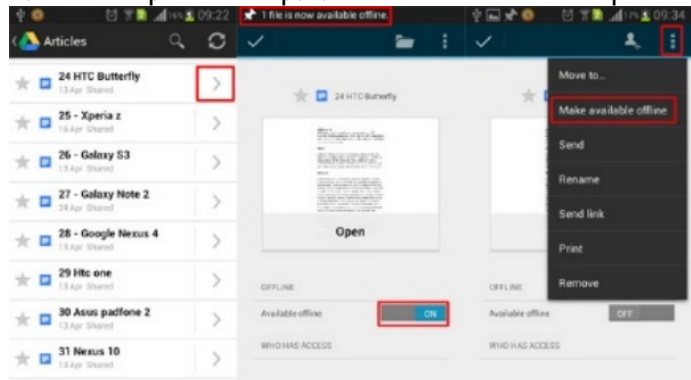 16% 09:22
Articles
24 HTC Butterfly
13 Apr Shared
25 - Xperia z
16 Apr Shared
26 - Galaxy S3
13 Apr Shared
27 - Galaxy Note 2
24 Apr Shared
28 - Google Nexus 4
13 Apr Shared
29 Htc one
13 Apr Shared
30 Asus padfone 2
13 Apr Shared
31 Nexus 10
13 Apr Shared
1 file is now available offline.
24 HTC Butterfly
Open
OFFLINE
Available offline
ON
WHO HAS ACCESS
17% 09:34
Move to...
Make available offline
Send
Rename
Send link
Print
Remove
OFFLINE
Available offline
OFF
WHO HAS ACCESS